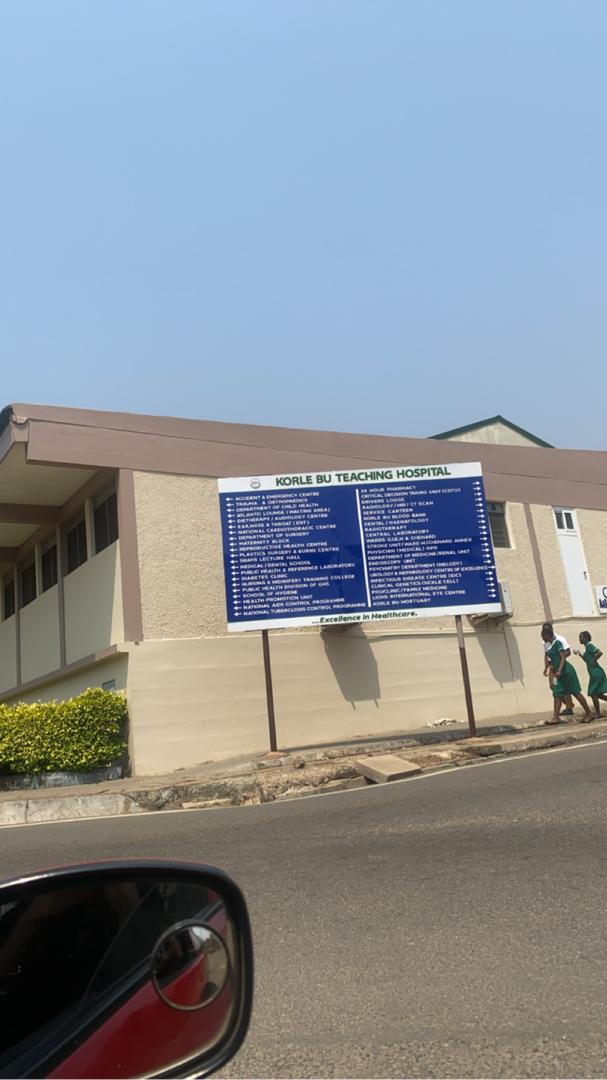 KORLE BU TEACHING HOSPITAL
ACCIDENT & EMERGENCY CENTRE
TRAUMA & ORTHOPAEDICS
DEPARTMENT OF CHILD HEALTH
ATLANTIC LOUNGE (WAITING AREA)
DIETHERAPY / AUDIOLOGY CENTRE
EAR, NOSE & THROAT (ENT)
NATIONAL CARDIOTHORACIC CENTRE
DEPARTMENT OF SURGERY
MATERNITY BLOCK
REPRODUCTIVE HEALTH CENTRE
PLASTICS SURGERY & BURNS CENTRE
LECTURE HALL
MEDICAL / DENTAL SCHOOL
PUBLIC HEALTH & REFERENCE LABORATORY
DIABETES CLINIC
NURSING & MIDWIFERY TRAINING COLLEGE
PUBLIC HEALTH DIVISION OF GHS
SCHOOL OF HYGIENE
HEALTH PROMOTION UNIT
NATIONAL AIDS CONTROL PROGRAMME
NATIONAL TUBERCLOSIS CONTROL PROGRAMME
24 HOUR PHARMACY
CRITICAL DECISION TAKING UNIT (CDTU)
DRIVERS LODGE
RADIOLOGY/MRI/CT SCAN
SERVICE CANTEEN
KORLE BU BLOOD BANK
DENTAL / HAEMATOLOGY
RADIOTHERAPY
CENTRAL LABORATORY
WARDS & CHENARD
STROKE UNIT/WARD H/CHENARD ANNEX
PHYSICIAN (MEDICAL) OPD
DEPARTMENT OF MEDICINE/RENAL UNIT
ENDOSCOPY UNIT
PSYCHIATRY DEPARTMENT
UROLOGY & NEPHROLOGY CENTRE OF EXCELLENCE
INFECTIOUS DISEASE CENTRE (IDC)
CLINICAL GENETICS (SICKLE CELL)
POLYCLINIC/FAMILY MEDICINE
LIONS INTERNATIONAL EYE CENTRE
KORLE BU MORTUARY
...Excellence in Healthcare.